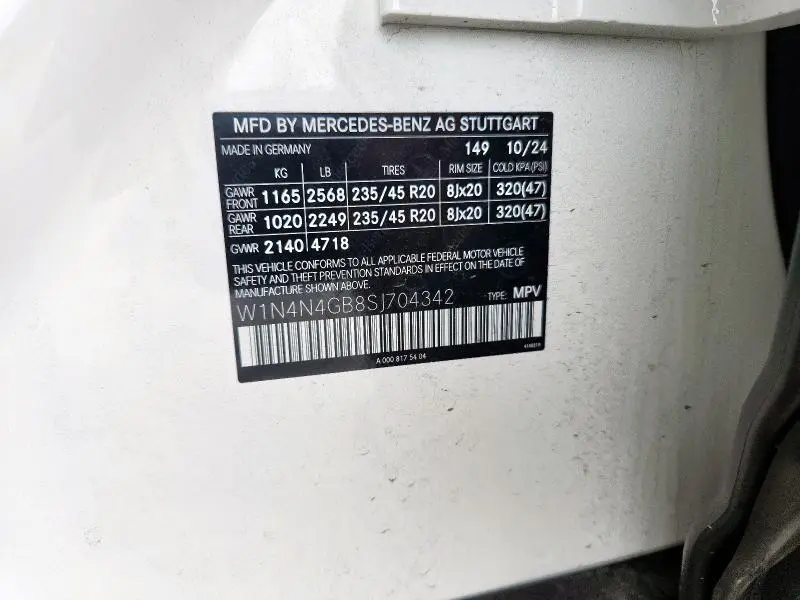 MFD BY MERCEDES-BENZ AG STUTTGART
MADE IN GERMANY 149 10/24
KG LB TIRES RIM SIZE COLD KPA(PSI)
GAWR FRONT 1165 2568 235/45 R20 8Jx20 320(47)
GAWR REAR 1020 2249 235/45 R20 8Jx20 320(47)
GVWR 2140 4718
THIS VEHICLE CONFORMS TO ALL APPLICABLE FEDERAL MOTOR VEHICLE
SAFETY AND THEFT PREVENTION STANDARDS IN EFFECT ON THE DATE OF
MANUFACTURE SHOWN ABOVE.
W1N4N4GB8SJ704342 TYPE: MPV
A 000 817 54 04